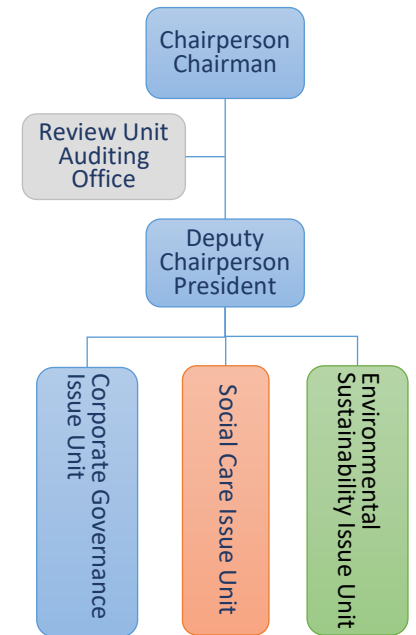 Chairperson
Chairman
Review Unit
Auditing
Office
Deputy
Chairperson
President
Corporate Governance
Issue Unit
Social Care Issue Unit
Environmental
Sustainability Issue Unit